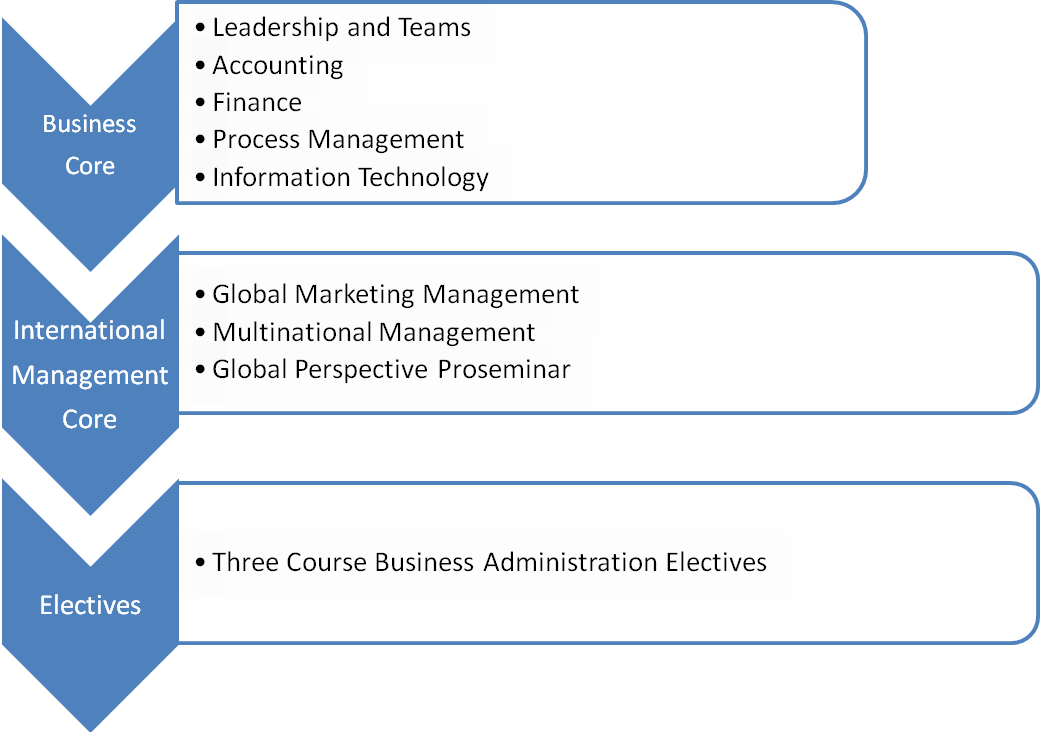 Business
Core
• Leadership and Teams
• Accounting
• Finance
• Process Management
• Information Technology
International
Management
Core
• Global Marketing Management
• Multinational Management
• Global Perspective Proseminar
Electives
• Three Course Business Administration Electives